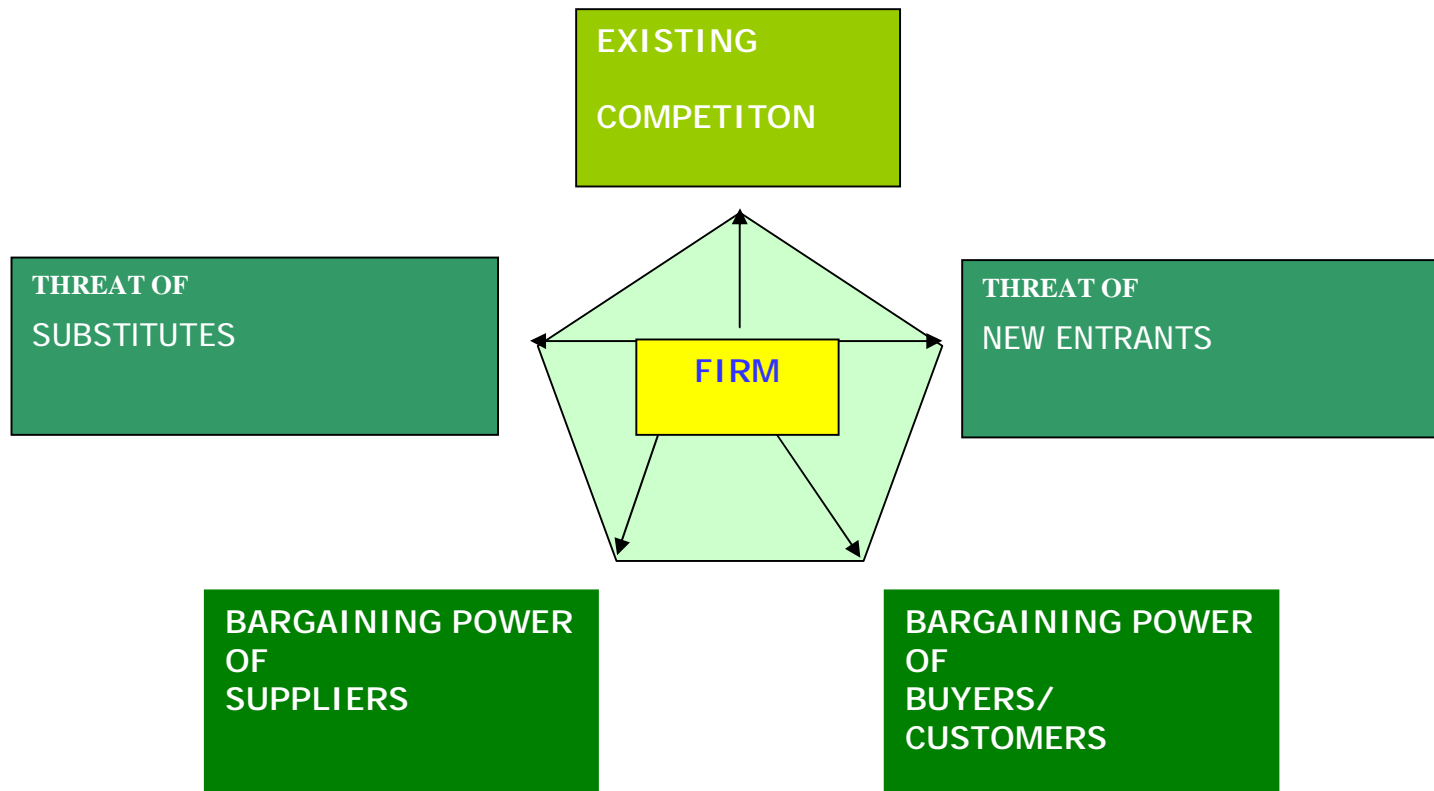 EXISTING
COMPETITON
THREAT OF
SUBSTITUTES
THREAT OF
NEW ENTRANTS
FIRM
BARGAINING POWER
OF
SUPPLIERS
BARGAINING POWER
OF
BUYERS/
CUSTOMERS